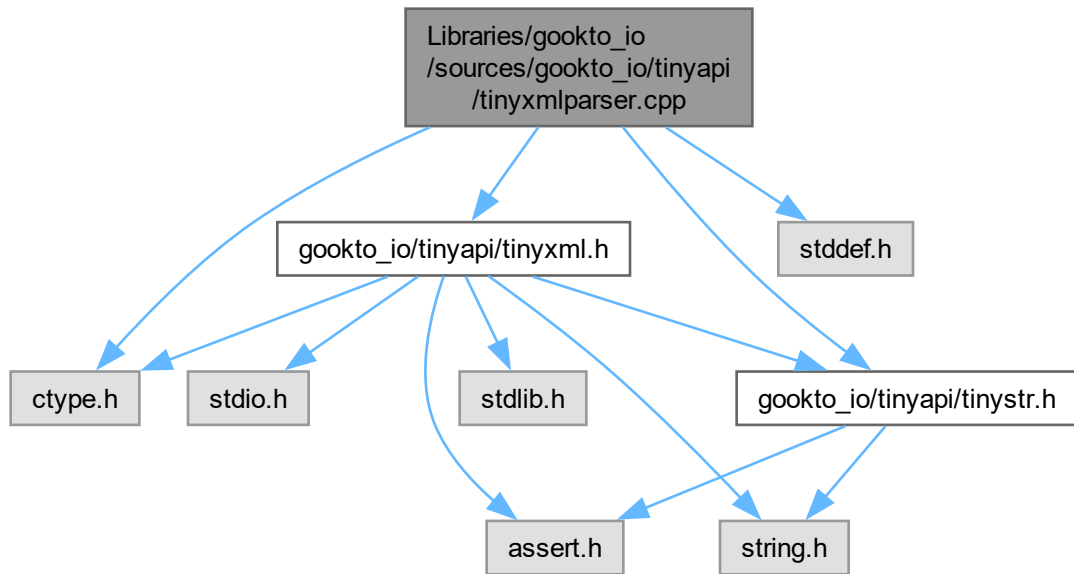 Libraries/gookto_io
/sources/gookto_io/tinyapi
/tinyxmlparser.cpp
gookto_io/tinyapi/tinyxml.h
stddef.h
ctype.h
stdio.h
stdlib.h
gookto_io/tinyapi/tinystr.h
assert.h
string.h